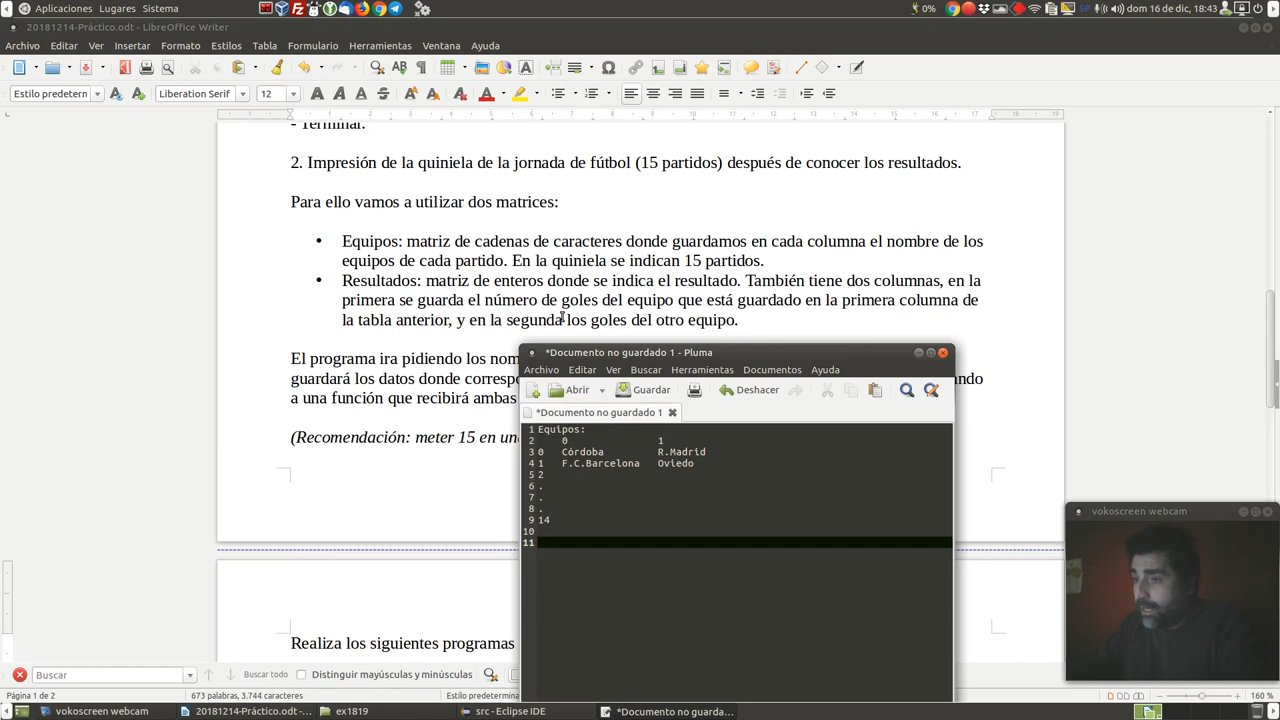 Aplicaciones Lugares Sistema
0%
SP
dom 16 de dic, 18:43
20181214-Práctico.odt - LibreOffice Writer
Archivo Editar Ver Insertar Formato Estilos Tabla Formulario Herramientas Ventana Ayuda
Estilo predetern
Liberation Serif
12
- Terminar.
2. Impresión de la quiniela de la jornada de fútbol (15 partidos) después de conocer los resultados.
Para ello vamos a utilizar dos matrices:
• Equipos: matriz de cadenas de caracteres donde guardamos en cada columna el nombre de los
equipos de cada partido. En la quiniela se indican 15 partidos.
• Resultados: matriz de enteros donde se indica el resultado. También tiene dos columnas, en la
primera se guarda el número de goles del equipo que está guardado en la primera columna de
la tabla anterior, y en la segunda los goles del otro equipo.
El programa ira pidiendo los nom
guardará los datos donde corresp
ando
a una función que recibirá ambas
(Recomendación: meter 15 en un
*Documento no guardado 1 - Pluma
Archivo Editar Ver Buscar Herramientas Documentos Ayuda
Abrir Guardar Deshacer
*Documento no guardado 1
1 Equipos:
2 0 1
3 0 Córdoba R.Madrid
4 1 F.C.Barcelona Oviedo
5 2
6 .
7 .
8 .
9 14
10
11
vokoscreen webcam
Realiza los siguientes programas
Buscar
Buscar todo
Distinguir mayúsculas y minúsculas
Página 1 de 2
673 palabras, 3.744 caracteres
Estilo predetermina
160 %
vokoscreen webcam
20181214-Práctico.odt -...
ex1819
src - Eclipse IDE
*Documento no guarda...